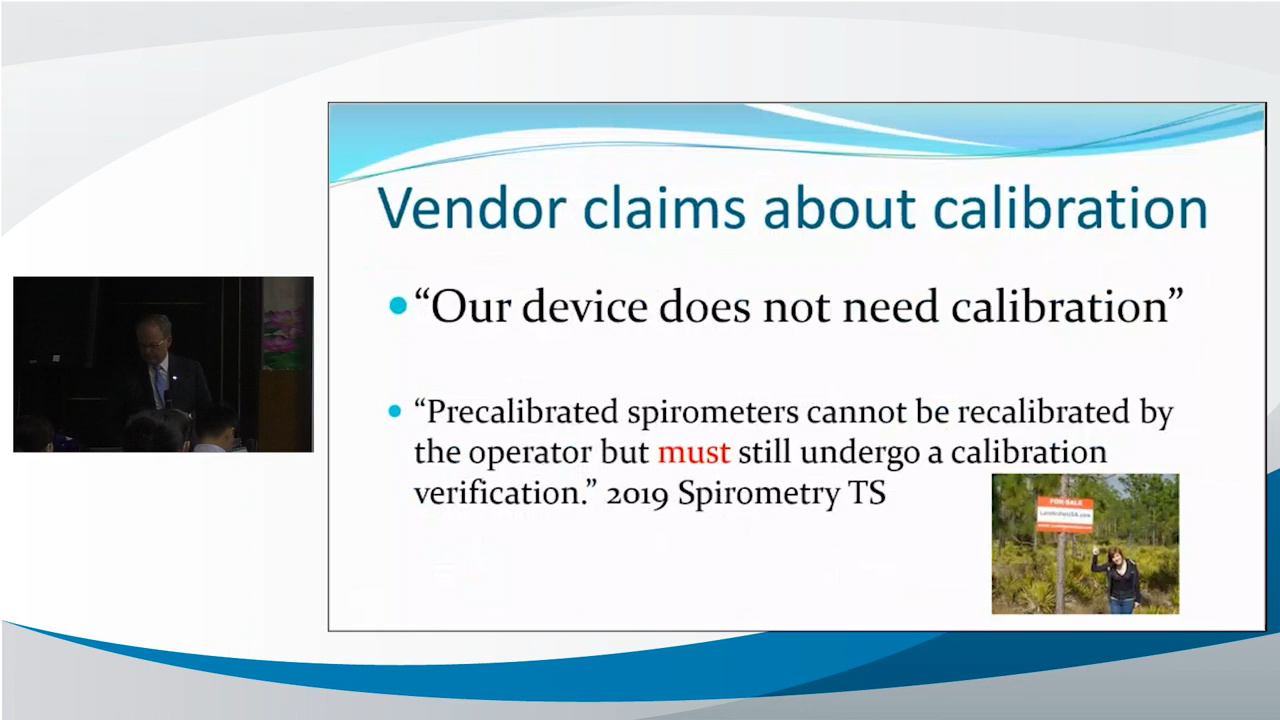 Vendor claims about calibration
“Our device does not need calibration”
“Precalibrated spirometers cannot be recalibrated by
the operator but must still undergo a calibration
verification.” 2019 Spirometry TS
FOR SALE